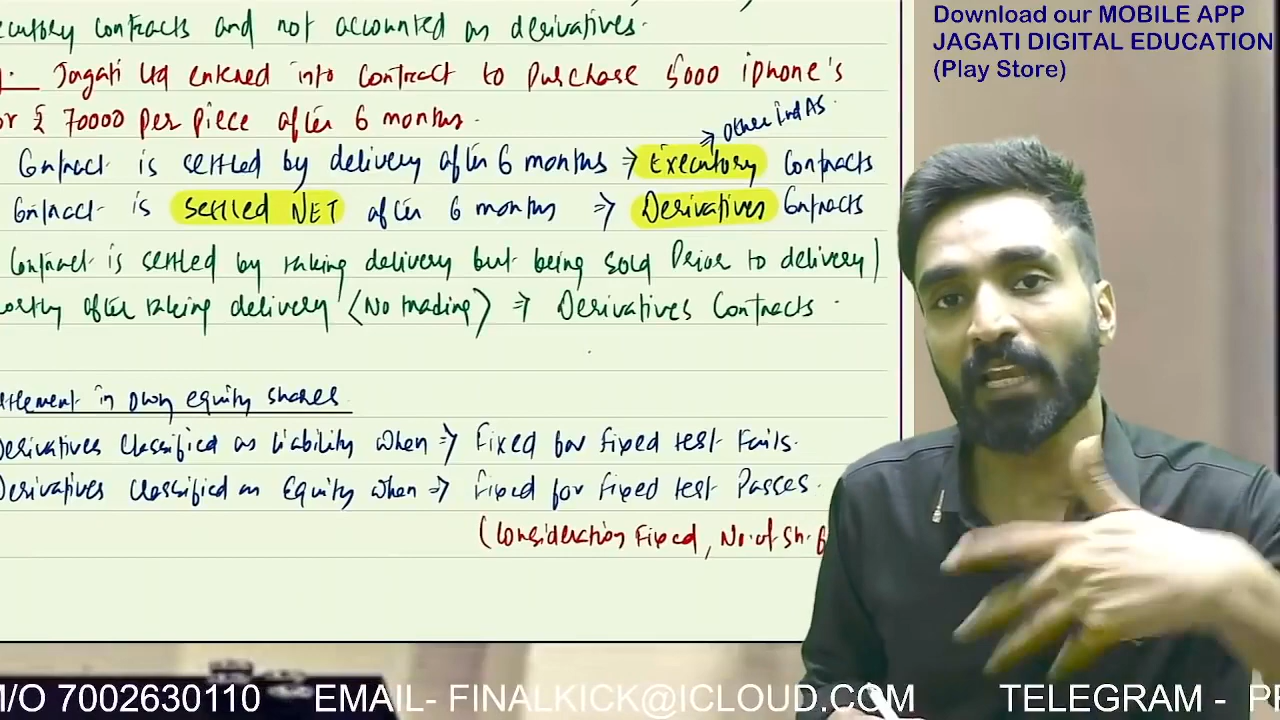 ecutory contracts and not accounted as derivatives.
Jagati Ltd entered into contract to purchase 5000 iphone's
or ₹ 70000 per piece after 6 months.
Other Ind AS
Contract is settled by delivery after 6 months ⇒ Executory Contracts
Contract is settled NET after 6 months ⇒ Derivatives Contracts
Contract is settled by taking delivery but being sold prior to delivery)
ortly after taking delivery (No trading) ⇒ Derivatives Contracts.
ettlement in own equity shares
Derivatives classified as liability when ⇒ Fixed for fixed test Fails.
Derivatives classified as Equity when ⇒ Fixed for fixed test Passes.
(Consideration Fixed, No. of Sh.
Download our MOBILE APP
JAGATI DIGITAL EDUCATION
(Play Store)
M/O 7002630110 EMAIL- FINALKICK@ICLOUD.COM TELEGRAM -